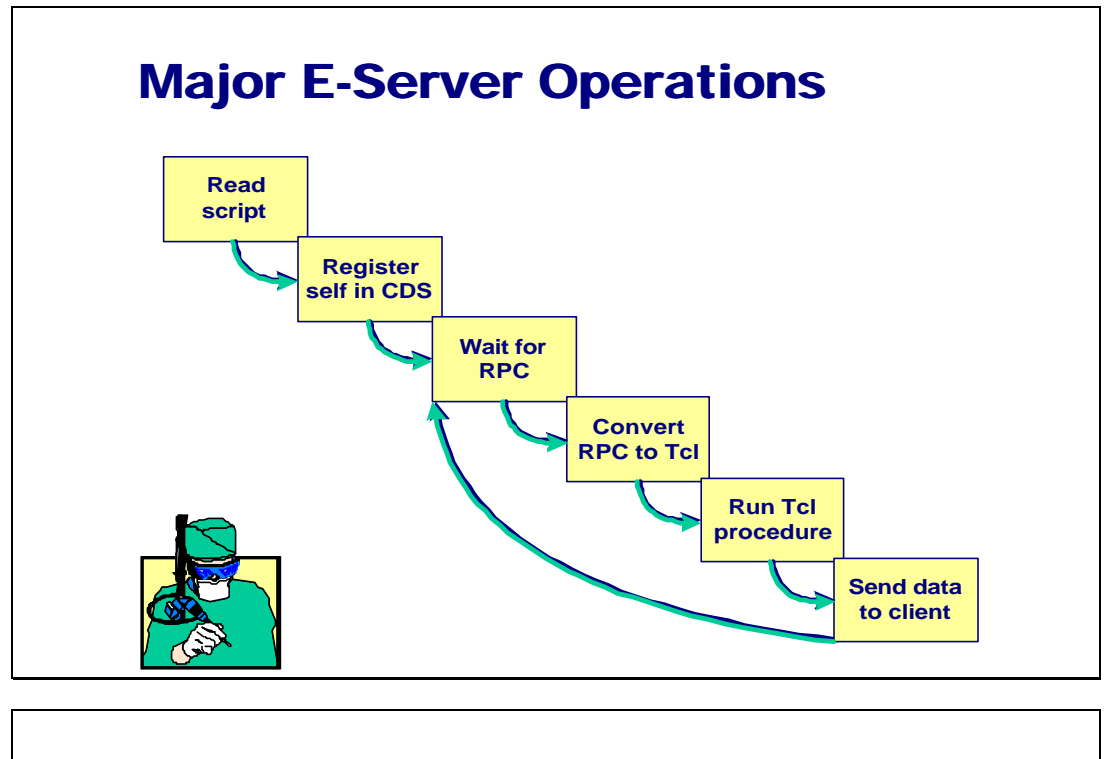 Major E-Server Operations
Read
script
Register
self in CDS
Wait for
RPC
Convert
RPC to Tcl
Run Tcl
procedure
Send data
to client